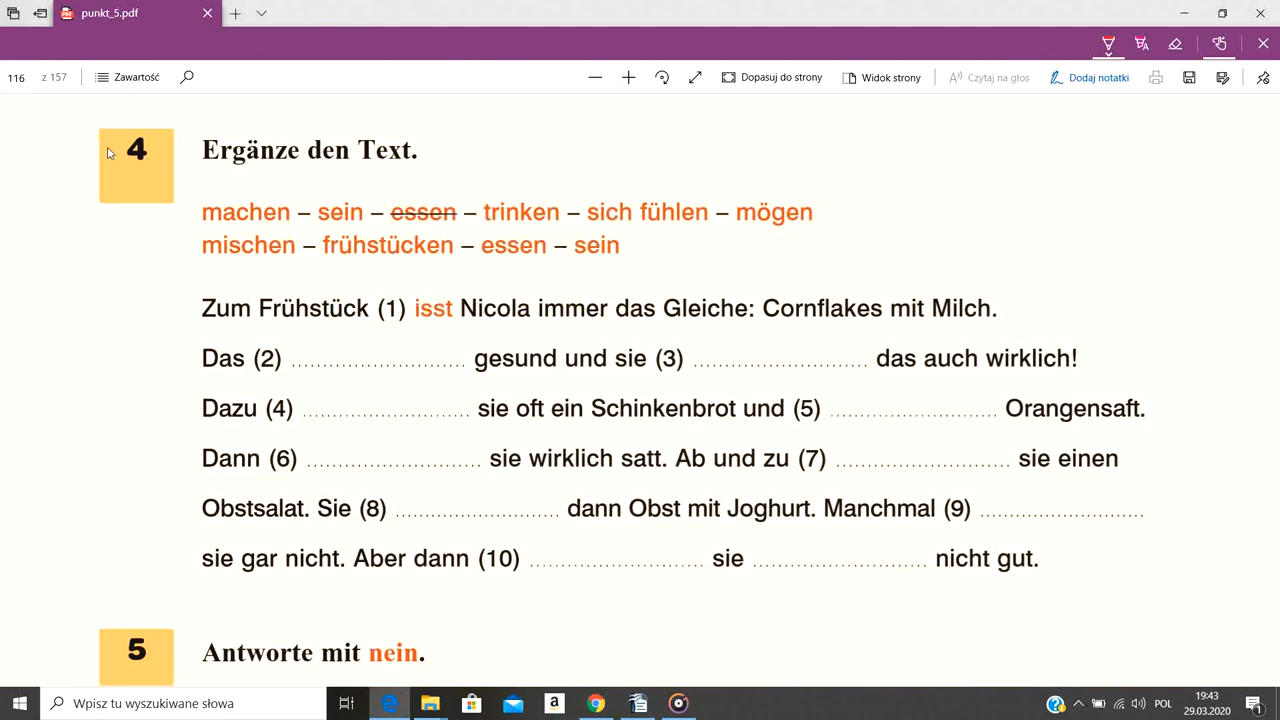 punkt_5.pdf
116 z 157 Zawartość Dopasuj do strony Widok strony Czytaj na głos Dodaj notatki
4 Ergänze den Text.
machen – sein – essen – trinken – sich fühlen – mögen
mischen – frühstücken – essen – sein
Zum Frühstück (1) isst Nicola immer das Gleiche: Cornflakes mit Milch.
Das (2) .......................... gesund und sie (3) .......................... das auch wirklich!
Dazu (4) .......................... sie oft ein Schinkenbrot und (5) .......................... Orangensaft.
Dann (6) .......................... sie wirklich satt. Ab und zu (7) .......................... sie einen
Obstsalat. Sie (8) .......................... dann Obst mit Joghurt. Manchmal (9) ..........................
sie gar nicht. Aber dann (10) .......................... sie .......................... nicht gut.
5 Antworte mit nein.
Wpisz tu wyszukiwane słowa
POL
19:43
29.03.2020